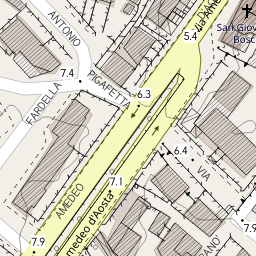 ANTONIO
PIGAFETTA
FARDELLA
7.4
6.3
5.4
San Giov
Bosc
6.4
VIA
7.1
AMEDEO
medeo d'Aosta
7.9
7.9